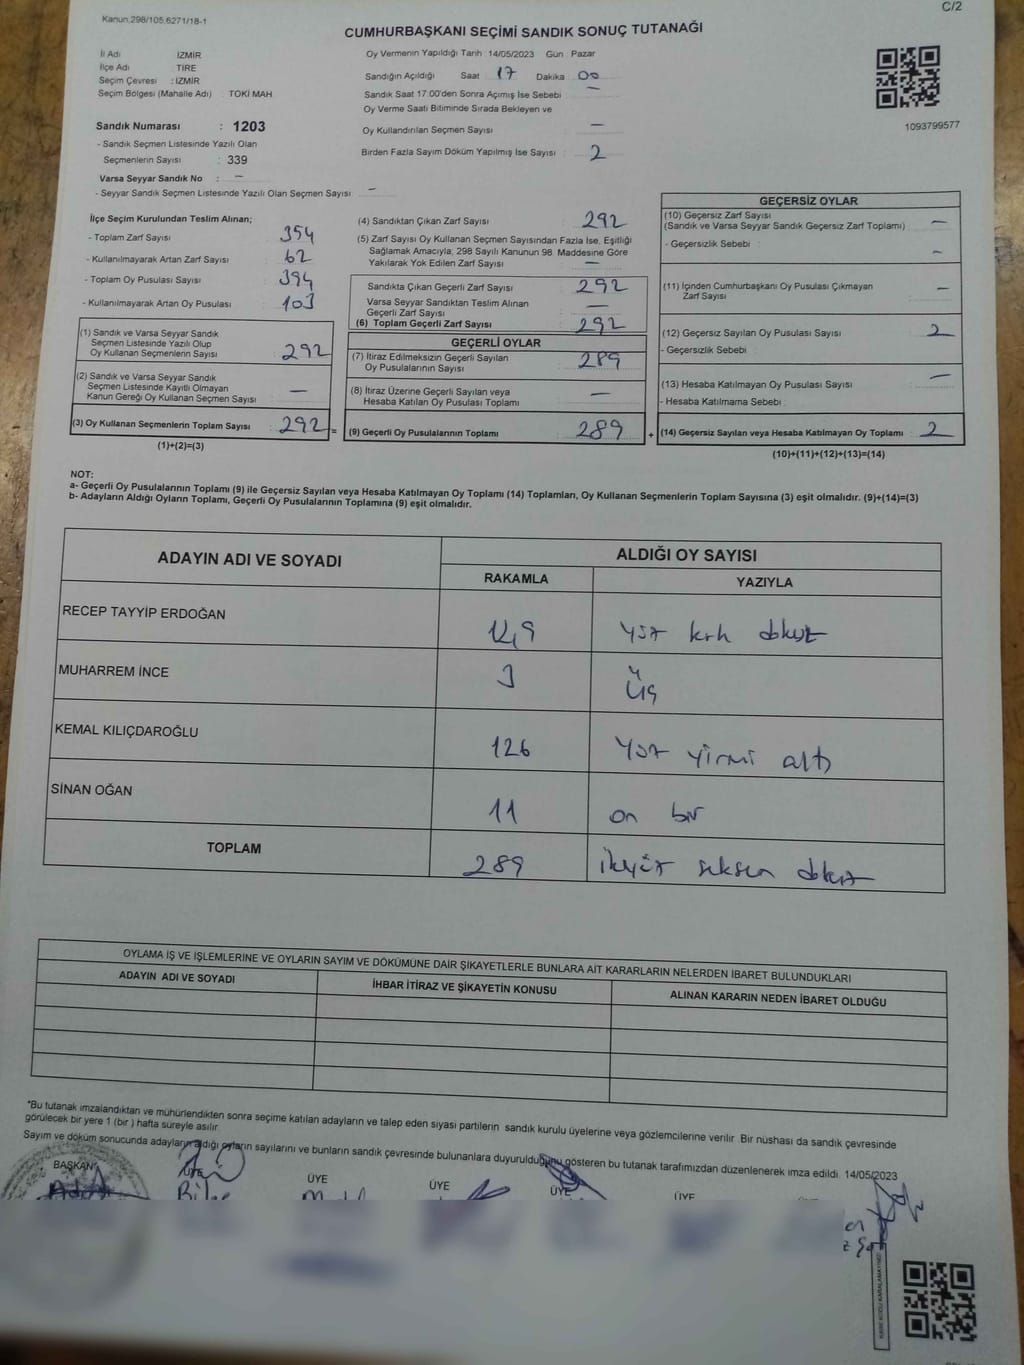 Kanun.298/105;6271/18-1
C/2
CUMHURBAŞKANI SEÇİMİ SANDIK SONUÇ TUTANAĞI
İl Adı İZMİR
İlçe Adı : TİRE
Seçim Çevresi : İZMİR
Seçim Bölgesi (Mahalle Adı) TOKİ MAH.
Oy Vermenin Yapıldığı Tarih : 14/05/2023 Gün : Pazar
Sandığın Açıldığı Saat 17 Dakika : 00
Sandık Saat 17.00'den Sonra Açımış İse Sebebi —
Oy Verme Saati Bitiminde Sırada Bekleyen ve
Oy Kullandırılan Seçmen Sayısı : —
Birden Fazla Sayım Döküm Yapılmış İse Sayısı : 2
1093799577
Sandık Numarası : 1203
- Sandık Seçmen Listesinde Yazılı Olan
Seçmenlerin Sayısı : 339
Varsa Seyyar Sandık No : —
- Seyyar Sandık Seçmen Listesinde Yazılı Olan Seçmen Sayısı : —
İlçe Seçim Kurulundan Teslim Alınan;
- Toplam Zarf Sayısı : 354
- Kullanılmayarak Artan Zarf Sayısı : 62
- Toplam Oy Pusulası Sayısı : 394
- Kullanılmayarak Artan Oy Pusulası : 103
(1) Sandık ve Varsa Seyyar Sandık
Seçmen Listesinde Yazılı Olup
Oy Kullanan Seçmenlerin Sayısı : 292
(2) Sandık ve Varsa Seyyar Sandık
Seçmen Listesinde Kayıtlı Olmayan
Kanun Gereği Oy Kullanan Seçmen Sayısı : —
(3) Oy Kullanan Seçmenlerin Toplam Sayısı : 292 =
(1)+(2)=(3)
(4) Sandıktan Çıkan Zarf Sayısı : 292
(5) Zarf Sayısı Oy Kullanan Seçmen Sayısından Fazla İse, Eşitliği
Sağlamak Amacıyla; 298 Sayılı Kanunun 98. Maddesine Göre
Yakılarak Yok Edilen Zarf Sayısı : —
Sandıkta Çıkan Geçerli Zarf Sayısı : 292
Varsa Seyyar Sandıktan Teslim Alınan
Geçerli Zarf Sayısı : —
(6) Toplam Geçerli Zarf Sayısı : 292
GEÇERLİ OYLAR
(7) İtiraz Edilmeksizin Geçerli Sayılan
Oy Pusulalarının Sayısı : 289
(8) İtiraz Üzerine Geçerli Sayılan veya
Hesaba Katılan Oy Pusulası Toplamı : —
(9) Geçerli Oy Pusulalarının Toplamı : 289 +
GEÇERSİZ OYLAR
(10) Geçersiz Zarf Sayısı
(Sandık ve Varsa Seyyar Sandık Geçersiz Zarf Toplamı) : —
- Geçersizlik Sebebi : —
(11) İçinden Cumhurbaşkanı Oy Pusulası Çıkmayan
Zarf Sayısı : —
(12) Geçersiz Sayılan Oy Pusulası Sayısı : 2
- Geçersizlik Sebebi :
(13) Hesaba Katılmayan Oy Pusulası Sayısı : —
- Hesaba Katılmama Sebebi :
(14) Geçersiz Sayılan veya Hesaba Katılmayan Oy Toplamı : 2
(10)+(11)+(12)+(13)=(14)
NOT:
a- Geçerli Oy Pusulalarının Toplamı (9) ile Geçersiz Sayılan veya Hesaba Katılmayan Oy Toplamı (14) Toplamları, Oy Kullanan Seçmenlerin Toplam Sayısına (3) eşit olmalıdır. (9)+(14)=(3)
b- Adayların Aldığı Oyların Toplamı, Geçerli Oy Pusulalarının Toplamına (9) eşit olmalıdır.
ADAYIN ADI VE SOYADI ALDIĞI OY SAYISI
RAKAMLA YAZIYLA
RECEP TAYYİP ERDOĞAN 149 yüz kırk dokuz
MUHARREM İNCE 3 üç
KEMAL KILIÇDAROĞLU 126 yüz yirmi altı
SİNAN OĞAN 11 on bir
TOPLAM 289 ikiyüz seksen dokuz
OYLAMA İŞ VE İŞLEMLERİNE VE OYLARIN SAYIM VE DÖKÜMÜNE DAİR ŞİKAYETLERLE BUNLARA AİT KARARLARIN NELERDEN İBARET BULUNDUKLARI
ADAYIN ADI VE SOYADI İHBAR İTİRAZ VE ŞİKAYETİN KONUSU ALINAN KARARIN NEDEN İBARET OLDUĞU
*Bu tutanak imzalandıktan ve mühürlendikten sonra seçime katılan adayların ve talep eden siyasi partilerin sandık kurulu üyelerine veya gözlemcilerine verilir. Bir nüshası da sandık çevresinde
görülecek bir yere 1 (bir ) hafta süreyle asılır.
Sayım ve döküm sonucunda adayların aldığı oyların sayılarını ve bunların sandık çevresinde bulunanlara duyurulduğunu gösteren bu tutanak tarafımızdan düzenlenerek imza edildi. 14/05/2023
BAŞKAN ÜYE ÜYE ÜYE ÜYE ÜYE